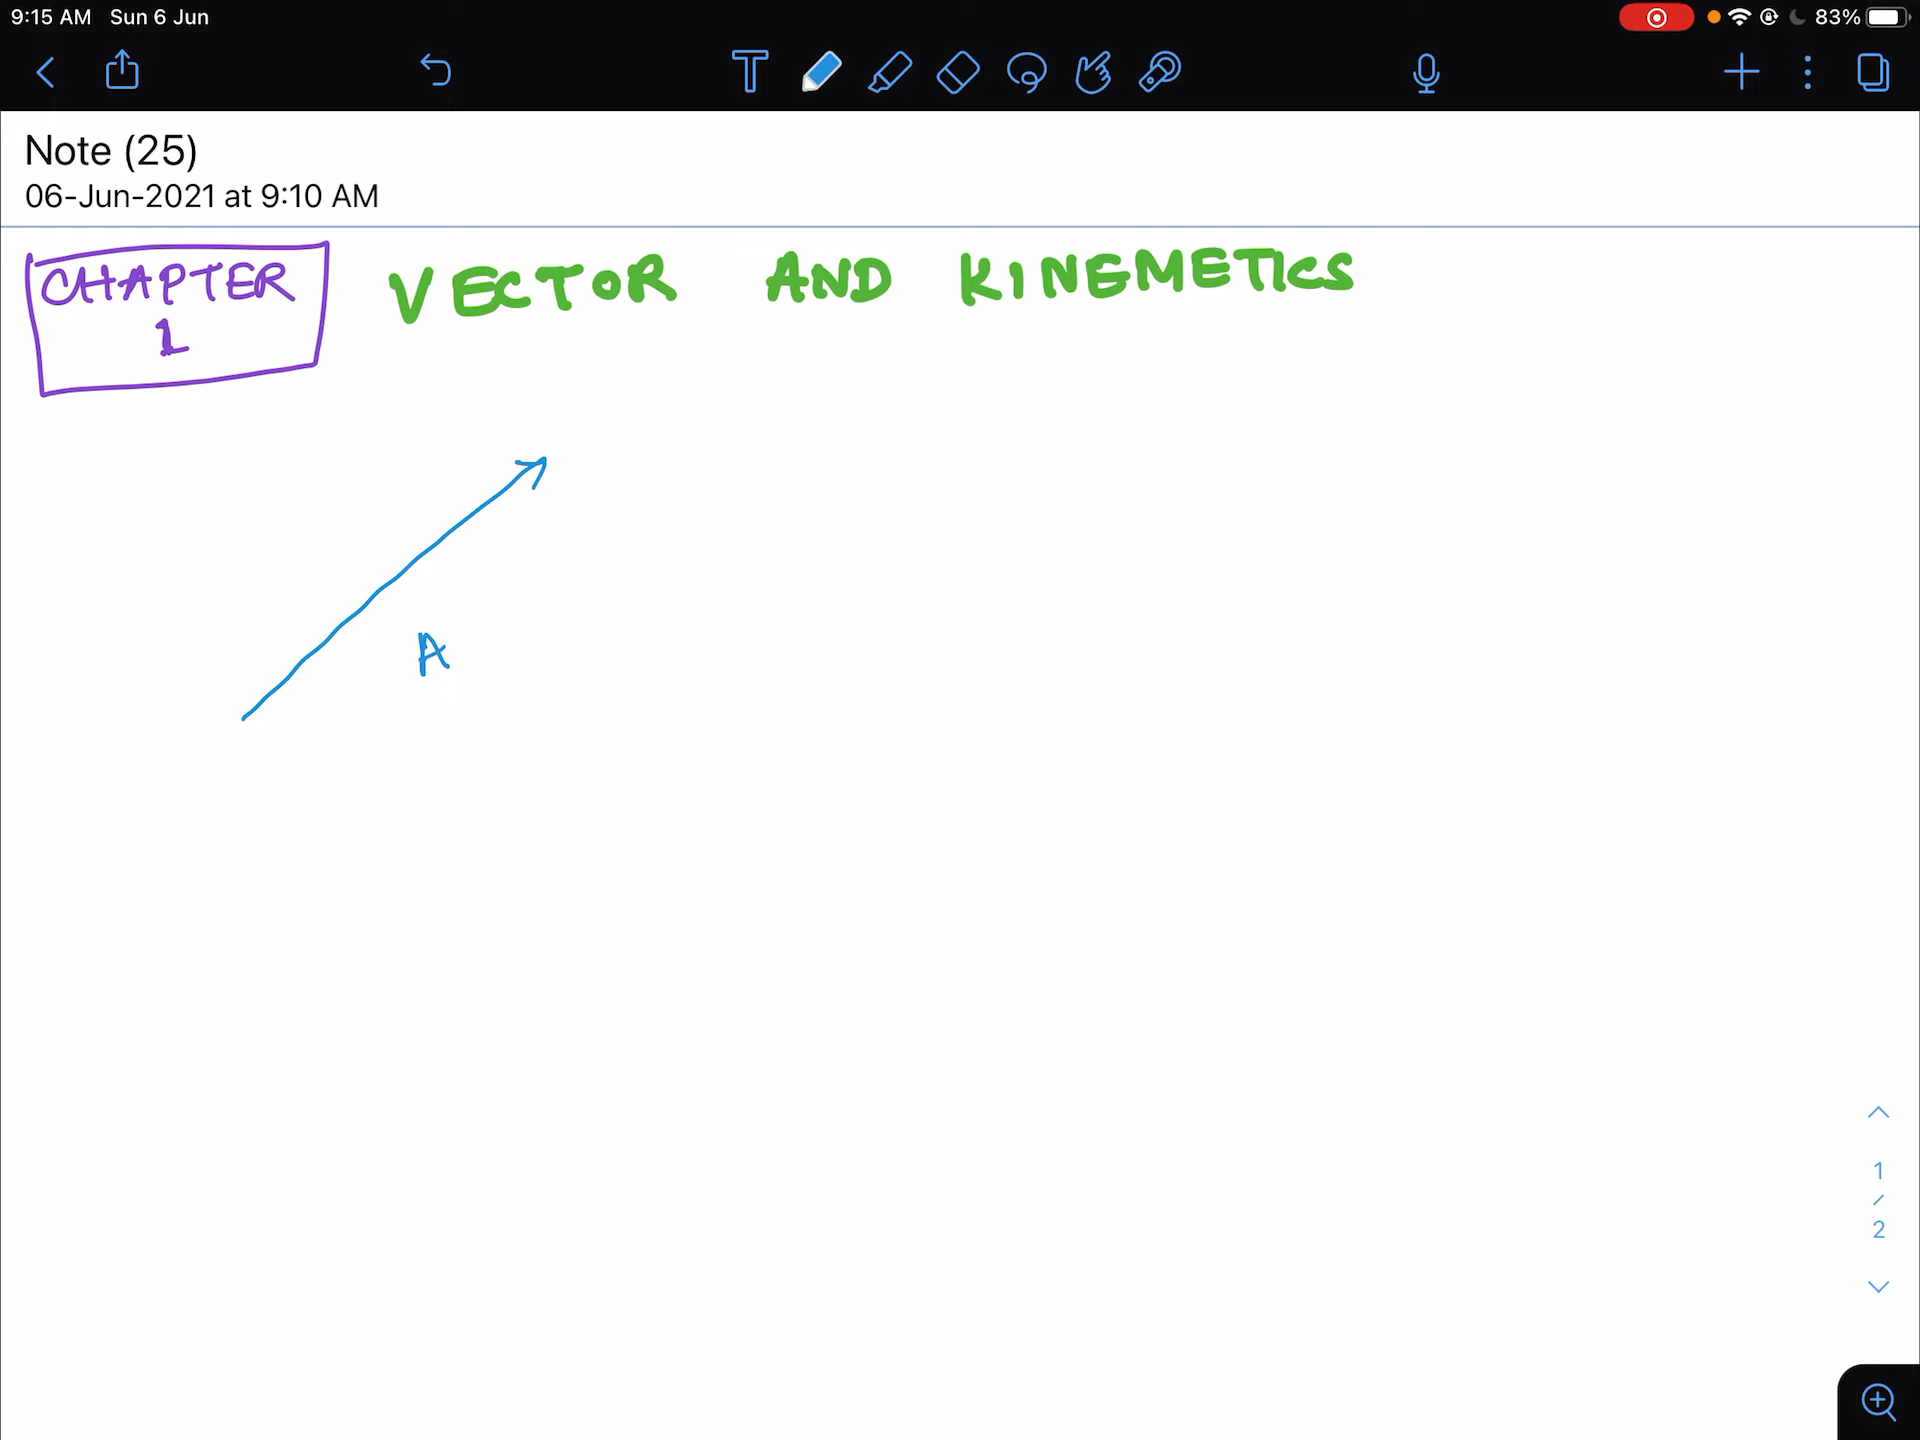 9:15 AM Sun 6 Jun 83%
T
Note (25)
06-Jun-2021 at 9:10 AM
CHAPTER VECTOR AND KINEMETICS
1
A
1
/
2